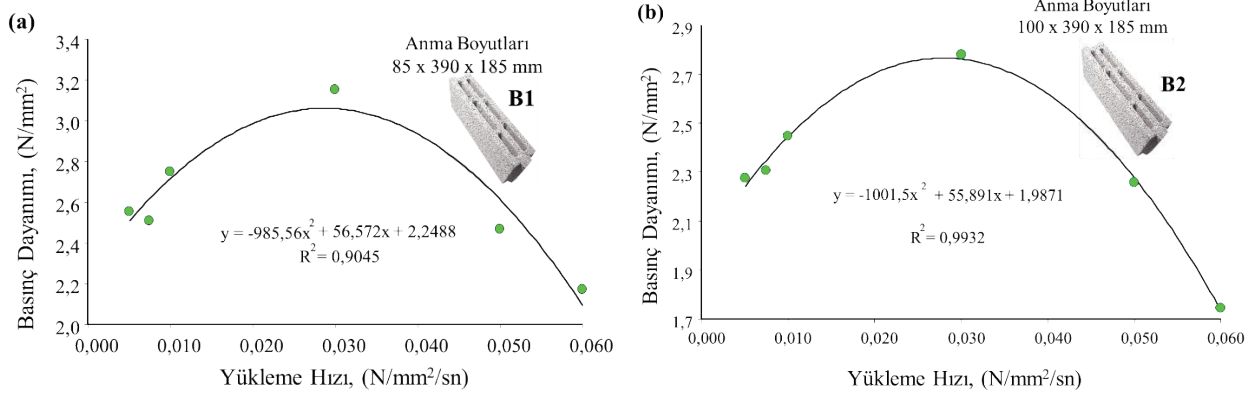 (a)
3,4
3,2
3,0
2,8
2,6
2,4
2,2
2,0
Basınç Dayanımı, (N/mm²)
Anma Boyutları
85 x 390 x 185 mm
B1
y = -985,56x² + 56,572x + 2,2488
R² = 0,9045
0,000 0,010 0,020 0,030 0,040 0,050 0,060
Yükleme Hızı, (N/mm²/sn)
(b)
2,9
2,7
2,5
2,3
2,1
1,9
1,7
Basınç Dayanımı, (N/mm²)
Anma Boyutları
100 x 390 x 185 mm
B2
y = -1001,5x² + 55,891x + 1,9871
R² = 0,9932
0,000 0,010 0,020 0,030 0,040 0,050 0,060
Yükleme Hızı, (N/mm²/sn)